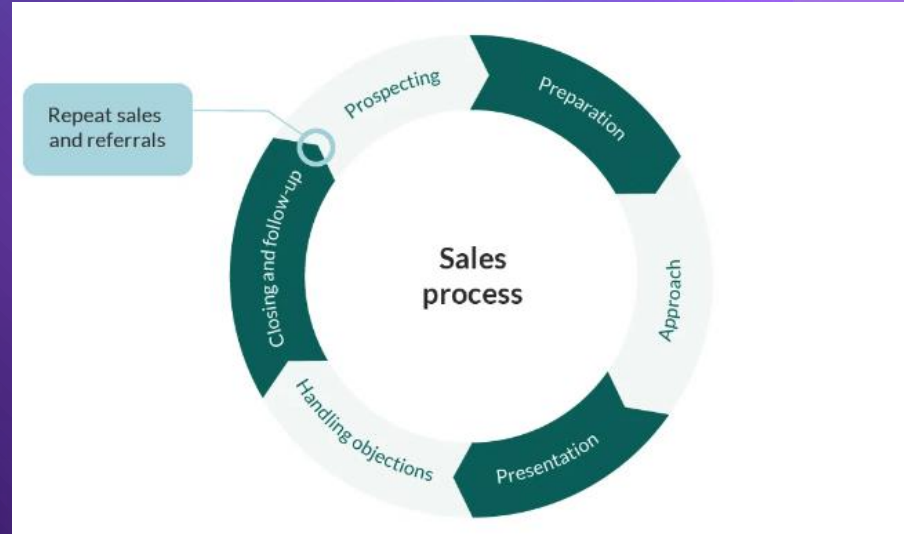 Prospecting
Preparation
Repeat sales
and referrals
Closing and follow-up
Sales
process
Approach
Handling objections
Presentation